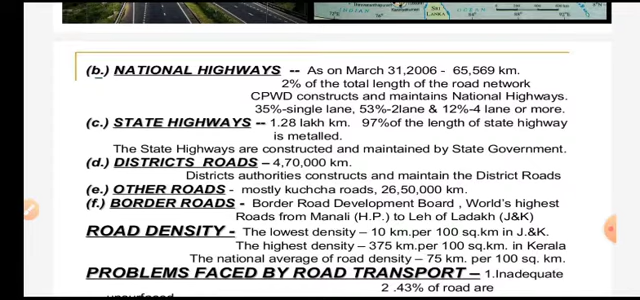 INDIAN
OCEAN
SRI
LANKA
(b.) NATIONAL HIGHWAYS -- As on March 31,2006 - 65,569 km.
2% of the total length of the road network
CPWD constructs and maintains National Highways.
35%-single lane, 53%-2lane & 12%-4 lane or more.
(c.) STATE HIGHWAYS -- 1.28 lakh km. 97%of the length of state highway
is metalled.
The State Highways are constructed and maintained by State Government.
(d.) DISTRICTS ROADS – 4,70,000 km.
Districts authorities constructs and maintain the District Roads
(e.) OTHER ROADS - mostly kuchcha roads, 26,50,000 km.
(f.) BORDER ROADS - Border Road Development Board , World's highest
Roads from Manali (H.P.) to Leh of Ladakh (J&K)
ROAD DENSITY - The lowest density – 10 km.per 100 sq.km in J.&K.
The highest density – 375 km.per 100 sq.km. in Kerala
The national average of road density – 75 km. per 100 sq. km.
PROBLEMS FACED BY ROAD TRANSPORT – 1.Inadequate
2 .43% of road are
unsurfaced